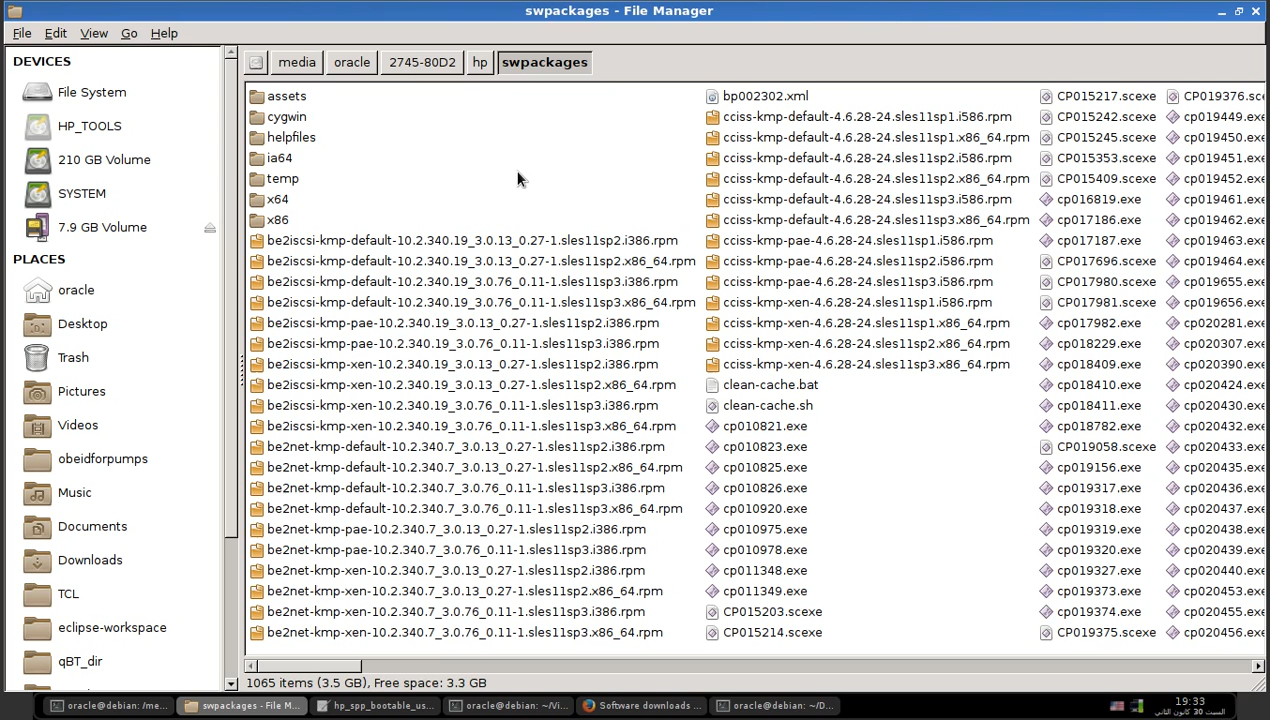 swpackages - File Manager
File Edit View Go Help
DEVICES
File System
HP_TOOLS
210 GB Volume
SYSTEM
7.9 GB Volume
PLACES
oracle
Desktop
Trash
Pictures
Videos
obeidforpumps
Music
Documents
Downloads
TCL
eclipse-workspace
qBT_dir
media oracle 2745-80D2 hp swpackages
assets
cygwin
helpfiles
ia64
temp
x64
x86
be2iscsi-kmp-default-10.2.340.19_3.0.13_0.27-1.sles11sp2.i386.rpm
be2iscsi-kmp-default-10.2.340.19_3.0.13_0.27-1.sles11sp2.x86_64.rpm
be2iscsi-kmp-default-10.2.340.19_3.0.76_0.11-1.sles11sp3.i386.rpm
be2iscsi-kmp-default-10.2.340.19_3.0.76_0.11-1.sles11sp3.x86_64.rpm
be2iscsi-kmp-pae-10.2.340.19_3.0.13_0.27-1.sles11sp2.i386.rpm
be2iscsi-kmp-pae-10.2.340.19_3.0.76_0.11-1.sles11sp3.i386.rpm
be2iscsi-kmp-xen-10.2.340.19_3.0.13_0.27-1.sles11sp2.i386.rpm
be2iscsi-kmp-xen-10.2.340.19_3.0.13_0.27-1.sles11sp2.x86_64.rpm
be2iscsi-kmp-xen-10.2.340.19_3.0.76_0.11-1.sles11sp3.i386.rpm
be2iscsi-kmp-xen-10.2.340.19_3.0.76_0.11-1.sles11sp3.x86_64.rpm
be2net-kmp-default-10.2.340.7_3.0.13_0.27-1.sles11sp2.i386.rpm
be2net-kmp-default-10.2.340.7_3.0.13_0.27-1.sles11sp2.x86_64.rpm
be2net-kmp-default-10.2.340.7_3.0.76_0.11-1.sles11sp3.i386.rpm
be2net-kmp-default-10.2.340.7_3.0.76_0.11-1.sles11sp3.x86_64.rpm
be2net-kmp-pae-10.2.340.7_3.0.13_0.27-1.sles11sp2.i386.rpm
be2net-kmp-pae-10.2.340.7_3.0.76_0.11-1.sles11sp3.i386.rpm
be2net-kmp-xen-10.2.340.7_3.0.13_0.27-1.sles11sp2.i386.rpm
be2net-kmp-xen-10.2.340.7_3.0.13_0.27-1.sles11sp2.x86_64.rpm
be2net-kmp-xen-10.2.340.7_3.0.76_0.11-1.sles11sp3.i386.rpm
be2net-kmp-xen-10.2.340.7_3.0.76_0.11-1.sles11sp3.x86_64.rpm
bp002302.xml
cciss-kmp-default-4.6.28-24.sles11sp1.i586.rpm
cciss-kmp-default-4.6.28-24.sles11sp1.x86_64.rpm
cciss-kmp-default-4.6.28-24.sles11sp2.i586.rpm
cciss-kmp-default-4.6.28-24.sles11sp2.x86_64.rpm
cciss-kmp-default-4.6.28-24.sles11sp3.i586.rpm
cciss-kmp-default-4.6.28-24.sles11sp3.x86_64.rpm
cciss-kmp-pae-4.6.28-24.sles11sp1.i586.rpm
cciss-kmp-pae-4.6.28-24.sles11sp2.i586.rpm
cciss-kmp-pae-4.6.28-24.sles11sp3.i586.rpm
cciss-kmp-xen-4.6.28-24.sles11sp1.i586.rpm
cciss-kmp-xen-4.6.28-24.sles11sp1.x86_64.rpm
cciss-kmp-xen-4.6.28-24.sles11sp2.x86_64.rpm
cciss-kmp-xen-4.6.28-24.sles11sp3.x86_64.rpm
clean-cache.bat
clean-cache.sh
cp010821.exe
cp010823.exe
cp010825.exe
cp010826.exe
cp010920.exe
cp010975.exe
cp010978.exe
cp011348.exe
cp011349.exe
CP015203.scexe
CP015214.scexe
CP015217.scexe
CP015242.scexe
CP015245.scexe
CP015353.scexe
CP015409.scexe
cp016819.exe
cp017186.exe
cp017187.exe
CP017696.scexe
CP017980.scexe
CP017981.scexe
cp017982.exe
cp018229.exe
cp018409.exe
cp018410.exe
cp018411.exe
cp018782.exe
CP019058.scexe
cp019156.exe
cp019317.exe
cp019318.exe
cp019319.exe
cp019320.exe
cp019327.exe
cp019373.exe
cp019374.exe
CP019375.scexe
CP019376.sce
cp019449.exe
cp019450.exe
cp019451.exe
cp019452.exe
cp019461.exe
cp019462.exe
cp019463.exe
cp019464.exe
cp019655.exe
cp019656.exe
cp020281.exe
cp020307.exe
cp020390.exe
cp020424.exe
cp020430.exe
cp020432.exe
cp020433.exe
cp020435.exe
cp020436.exe
cp020437.exe
cp020438.exe
cp020439.exe
cp020440.exe
cp020453.exe
cp020455.exe
cp020456.exe
1065 items (3.5 GB), Free space: 3.3 GB
oracle@debian: /me... swpackages - File M... hp_spp_bootable_us... oracle@debian: ~/Vi... Software downloads ... oracle@debian: ~/D...
19:33
السبت 30 كانون الثاني